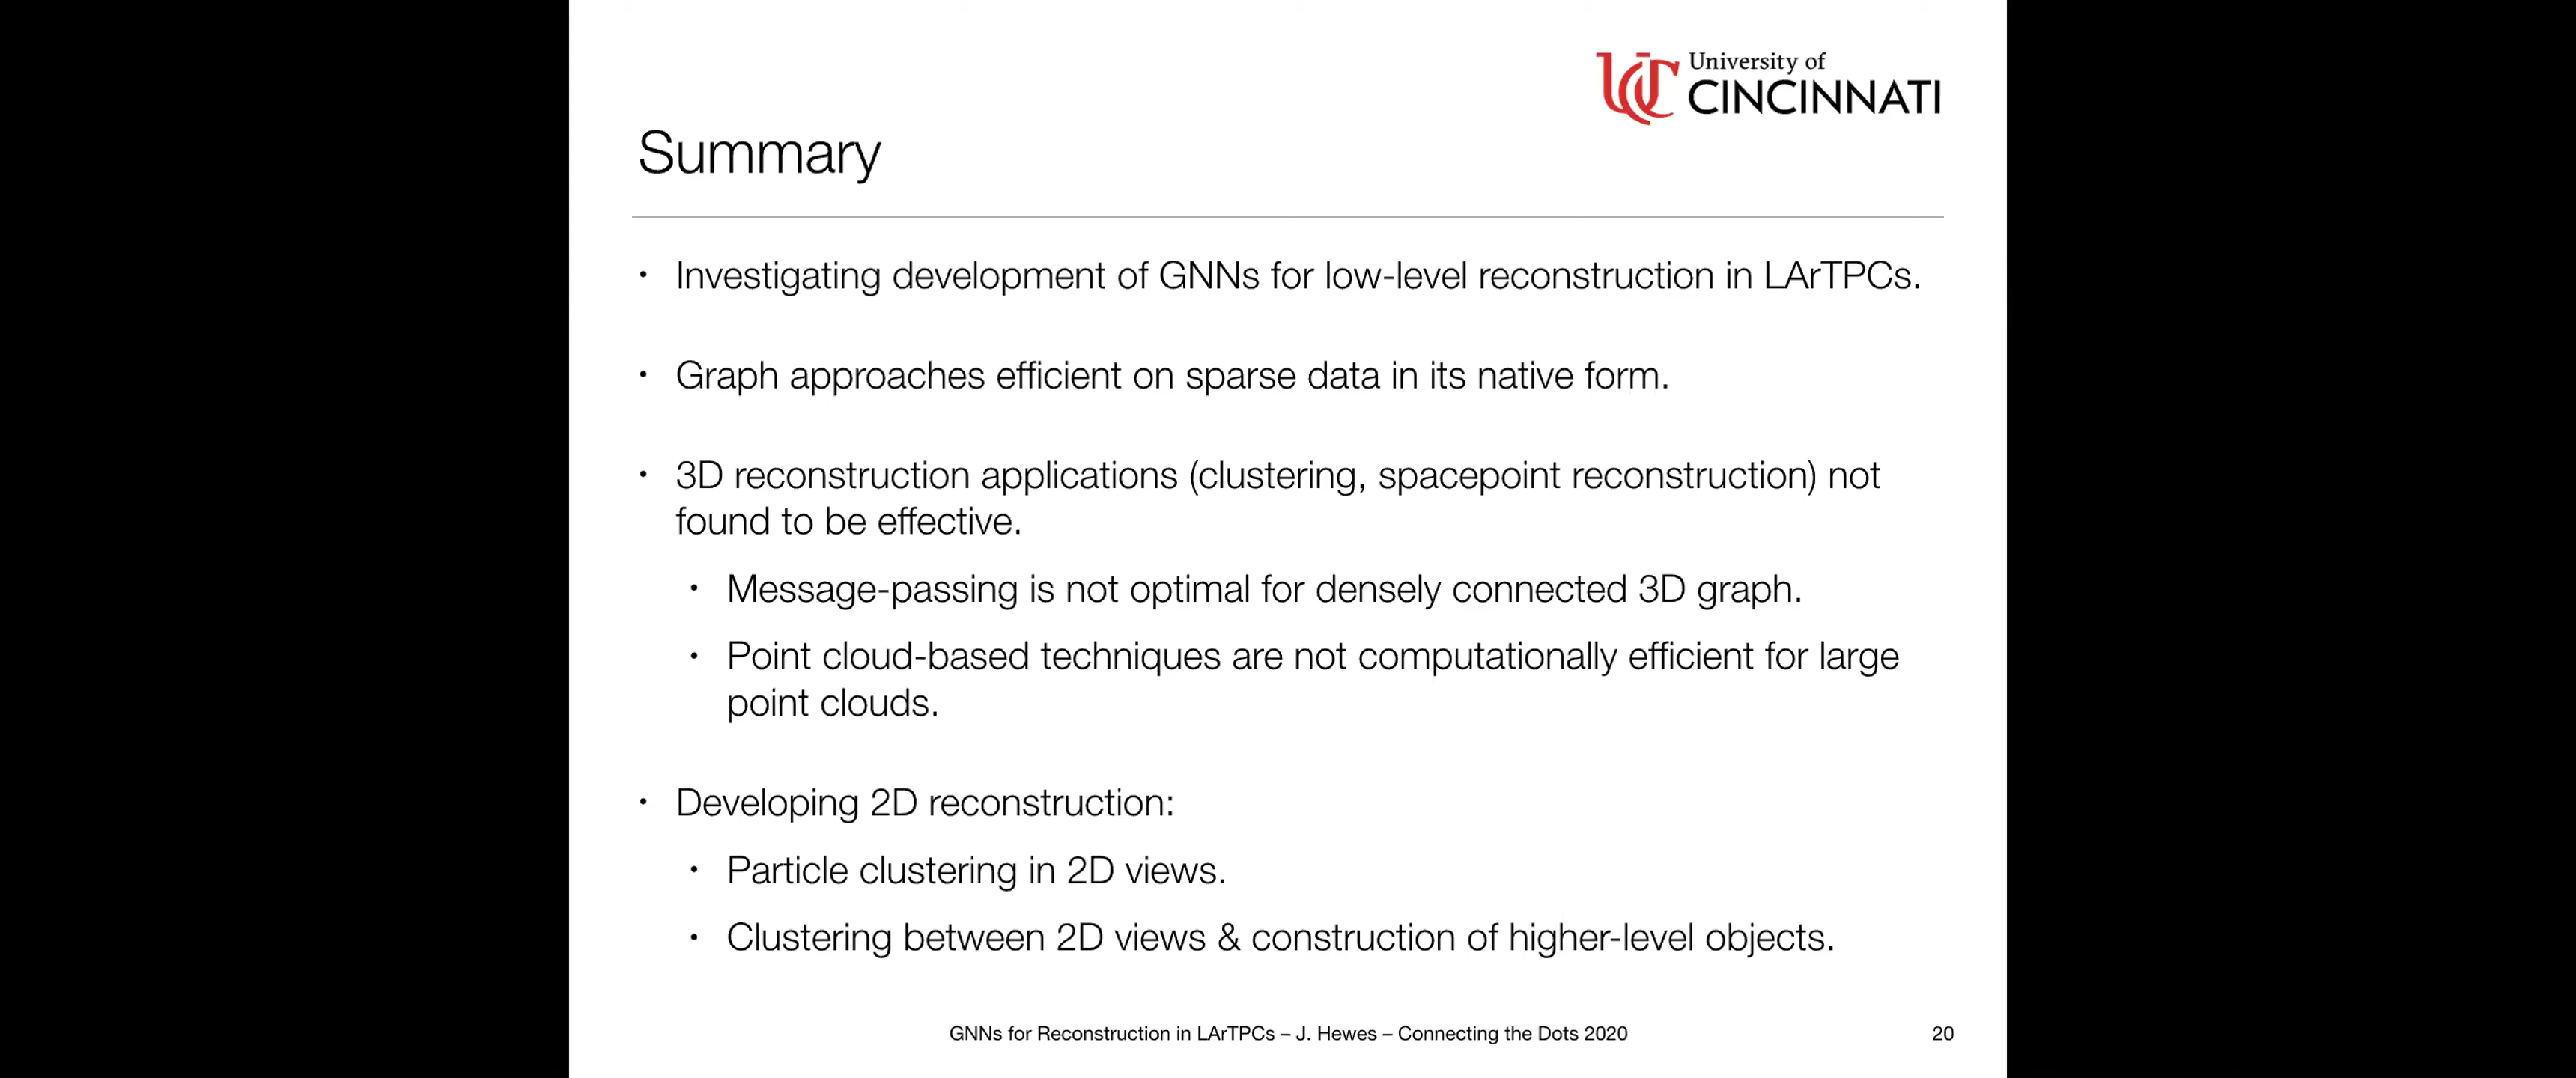 University of
CINCINNATI
Summary
• Investigating development of GNNs for low-level reconstruction in LArTPCs.
• Graph approaches efficient on sparse data in its native form.
• 3D reconstruction applications (clustering, spacepoint reconstruction) not
found to be effective.
• Message-passing is not optimal for densely connected 3D graph.
• Point cloud-based techniques are not computationally efficient for large
point clouds.
• Developing 2D reconstruction:
• Particle clustering in 2D views.
• Clustering between 2D views & construction of higher-level objects.
GNNs for Reconstruction in LArTPCs – J. Hewes – Connecting the Dots 2020
20